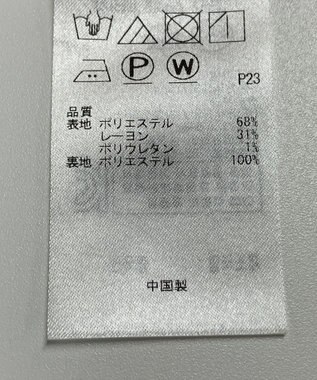 P
W
P23
品質
表地 ポリエステル 68%
レーヨン 31%
ポリウレタン 1%
裏地 ポリエステル 100%
中国製